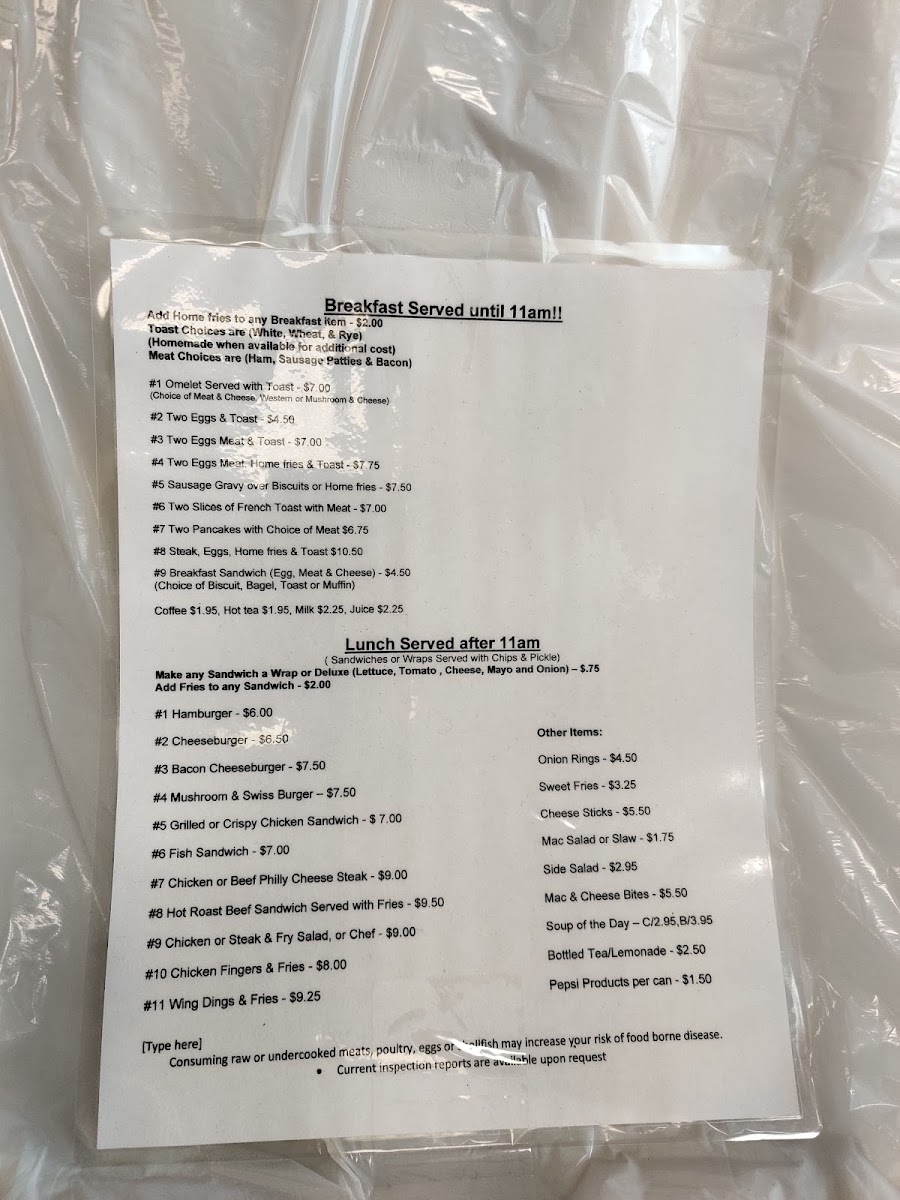 Breakfast Served until 11am!!
Add Home fries to any Breakfast item - $2.00
Toast Choices are (White, Wheat, & Rye)
(Homemade when available for additional cost)
Meat Choices are (Ham, Sausage Patties & Bacon)
#1 Omelet Served with Toast - $7.00
(Choice of Meat & Cheese, Western or Mushroom & Cheese)
#2 Two Eggs & Toast - $4.50
#3 Two Eggs Meat & Toast - $7.00
#4 Two Eggs Meat, Home fries & Toast - $7.75
#5 Sausage Gravy over Biscuits or Home fries - $7.50
#6 Two Slices of French Toast with Meat - $7.00
#7 Two Pancakes with Choice of Meat $6.75
#8 Steak, Eggs, Home fries & Toast $10.50
#9 Breakfast Sandwich (Egg, Meat & Cheese) - $4.50
(Choice of Biscuit, Bagel, Toast or Muffin)
Coffee $1.95, Hot tea $1.95, Milk $2.25, Juice $2.25
Lunch Served after 11am
( Sandwiches or Wraps Served with Chips & Pickle)
Make any Sandwich a Wrap or Deluxe (Lettuce, Tomato , Cheese, Mayo and Onion) – $.75
Add Fries to any Sandwich - $2.00
#1 Hamburger - $6.00
#2 Cheeseburger - $6.50
#3 Bacon Cheeseburger - $7.50
#4 Mushroom & Swiss Burger – $7.50
#5 Grilled or Crispy Chicken Sandwich - $ 7.00
#6 Fish Sandwich - $7.00
#7 Chicken or Beef Philly Cheese Steak - $9.00
#8 Hot Roast Beef Sandwich Served with Fries - $9.50
#9 Chicken or Steak & Fry Salad, or Chef - $9.00
#10 Chicken Fingers & Fries - $8.00
#11 Wing Dings & Fries - $9.25
Other Items:
Onion Rings - $4.50
Sweet Fries - $3.25
Cheese Sticks - $5.50
Mac Salad or Slaw - $1.75
Side Salad - $2.95
Mac & Cheese Bites - $5.50
Soup of the Day – C/2.95,B/3.95
Bottled Tea/Lemonade - $2.50
Pepsi Products per can - $1.50
[Type here]
Consuming raw or undercooked meats, poultry, eggs or shellfish may increase your risk of food borne disease.
• Current inspection reports are available upon request